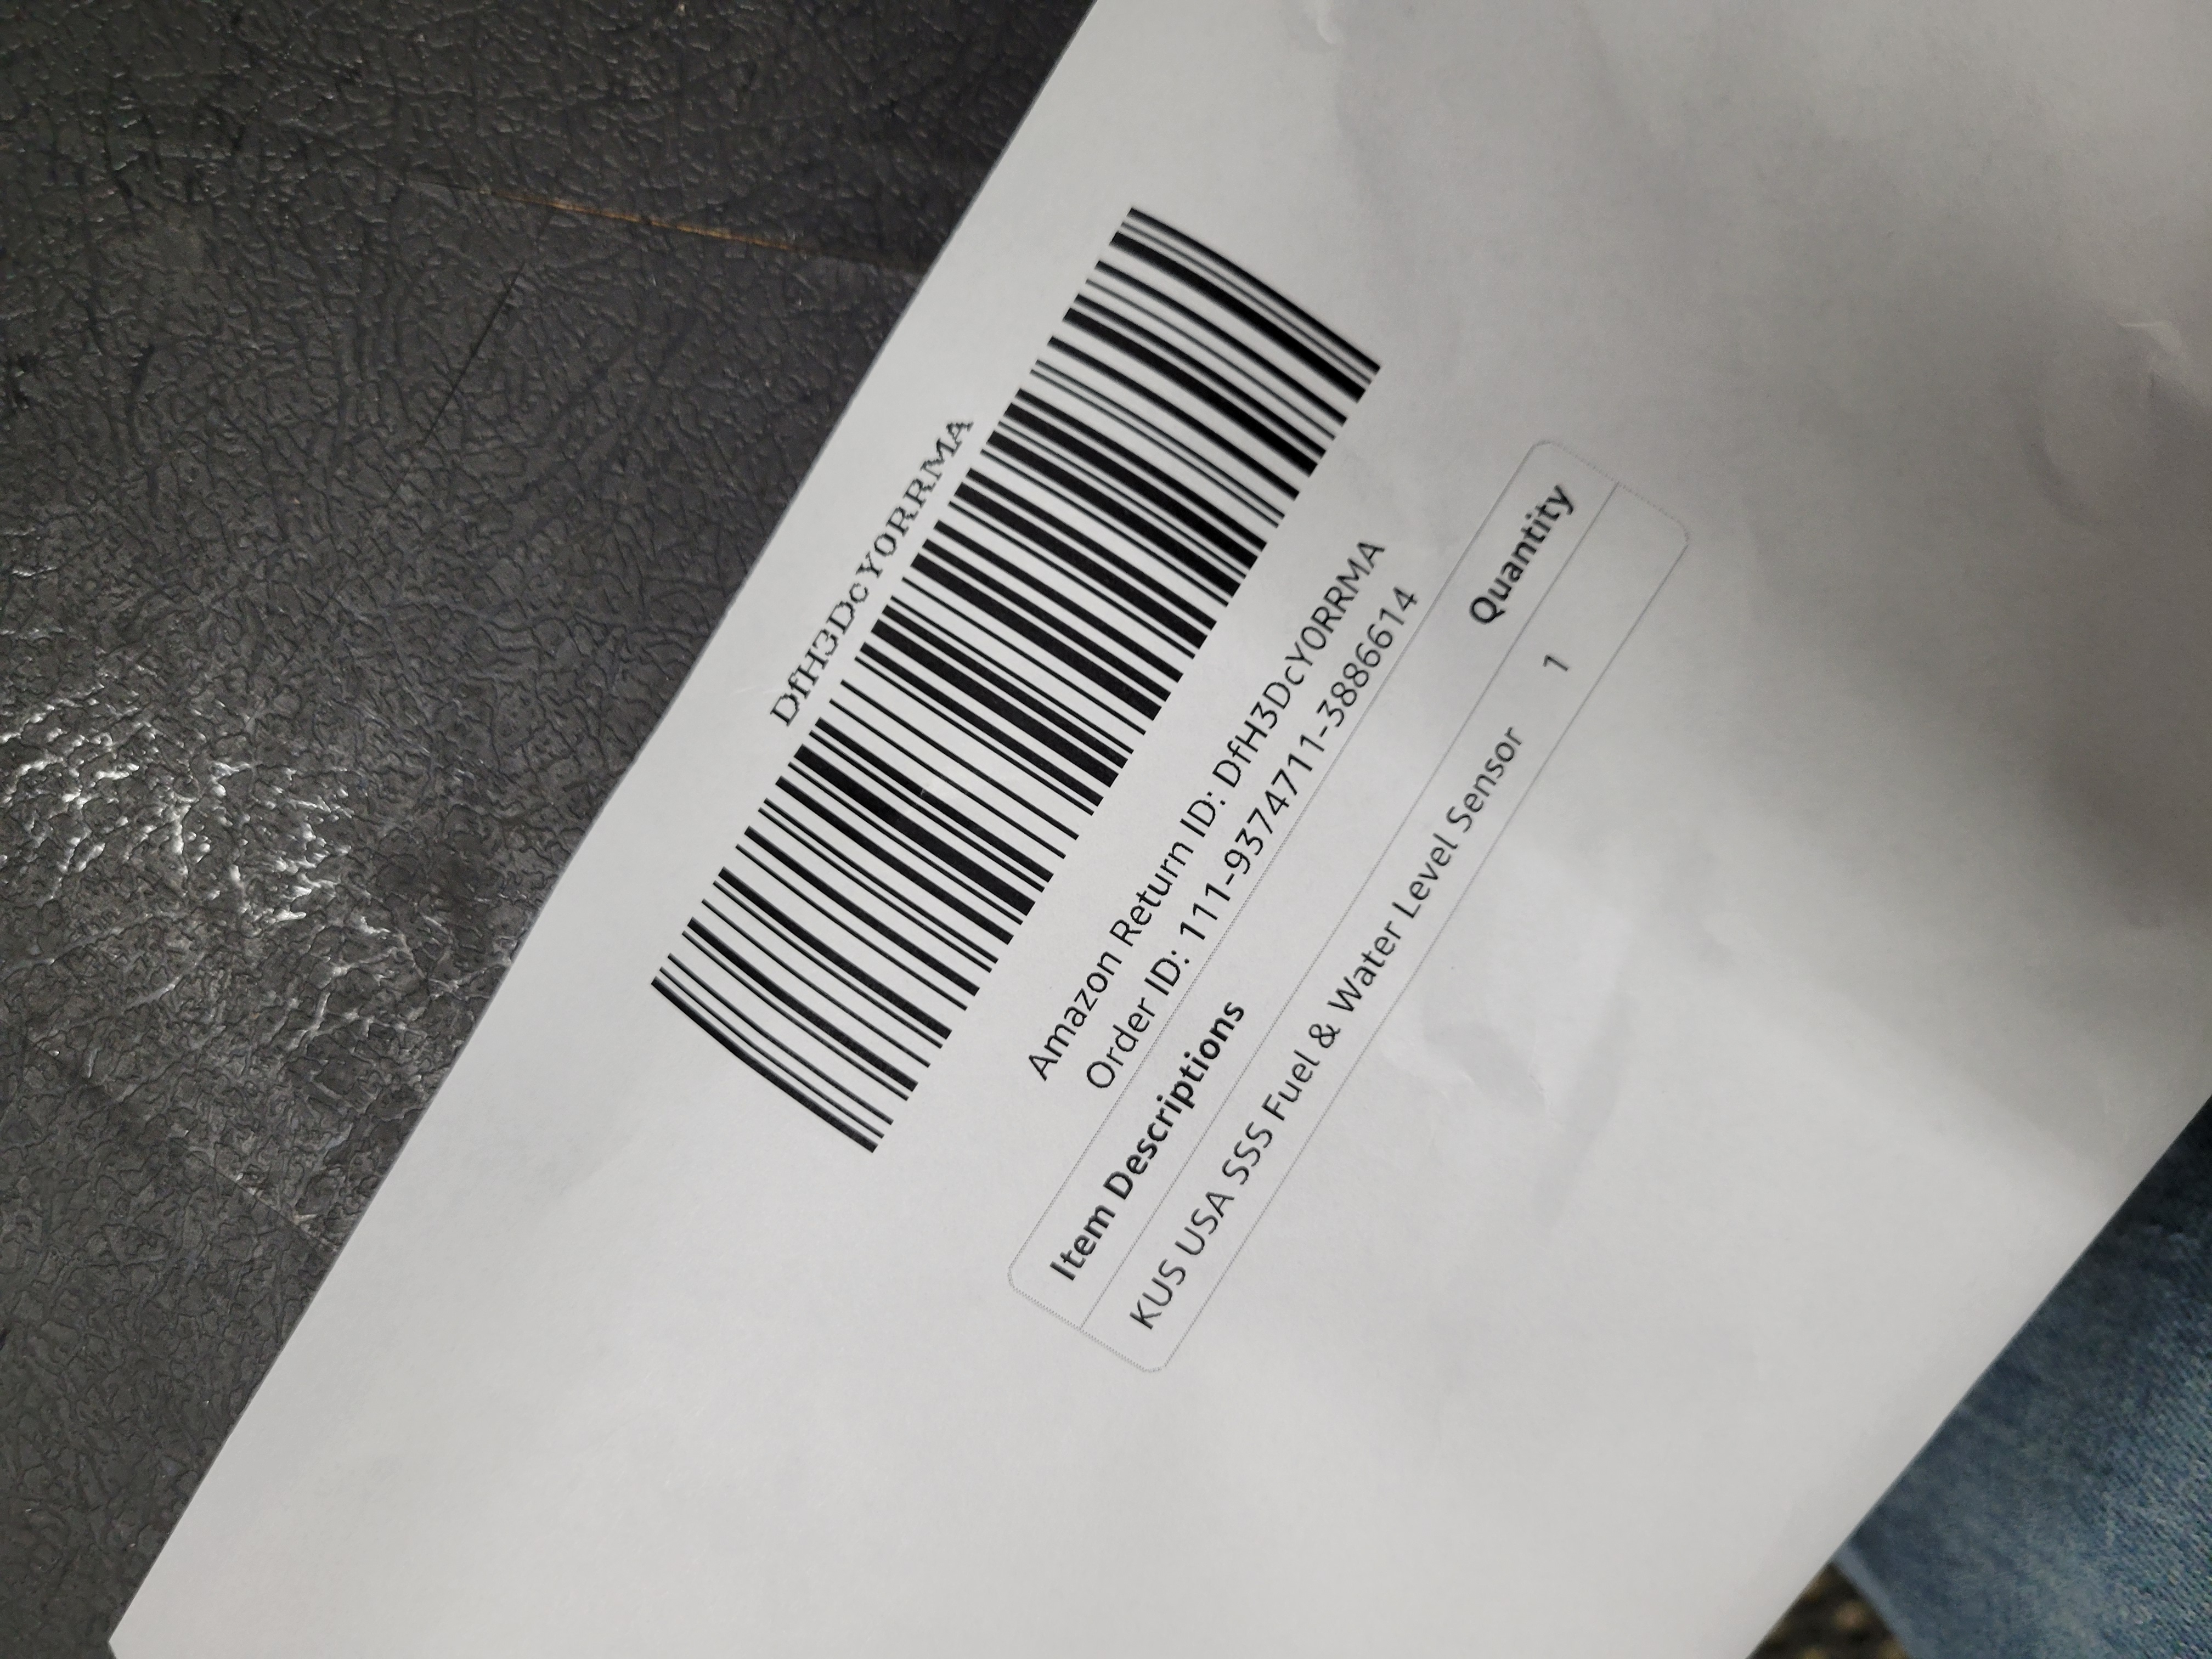 DfH3DcY0RRMA
Amazon Return ID: DfH3DcY0RRMA
Order ID: 111-9374711-3886614
Item Descriptions Quantity
KUS USA SSS Fuel & Water Level Sensor 1